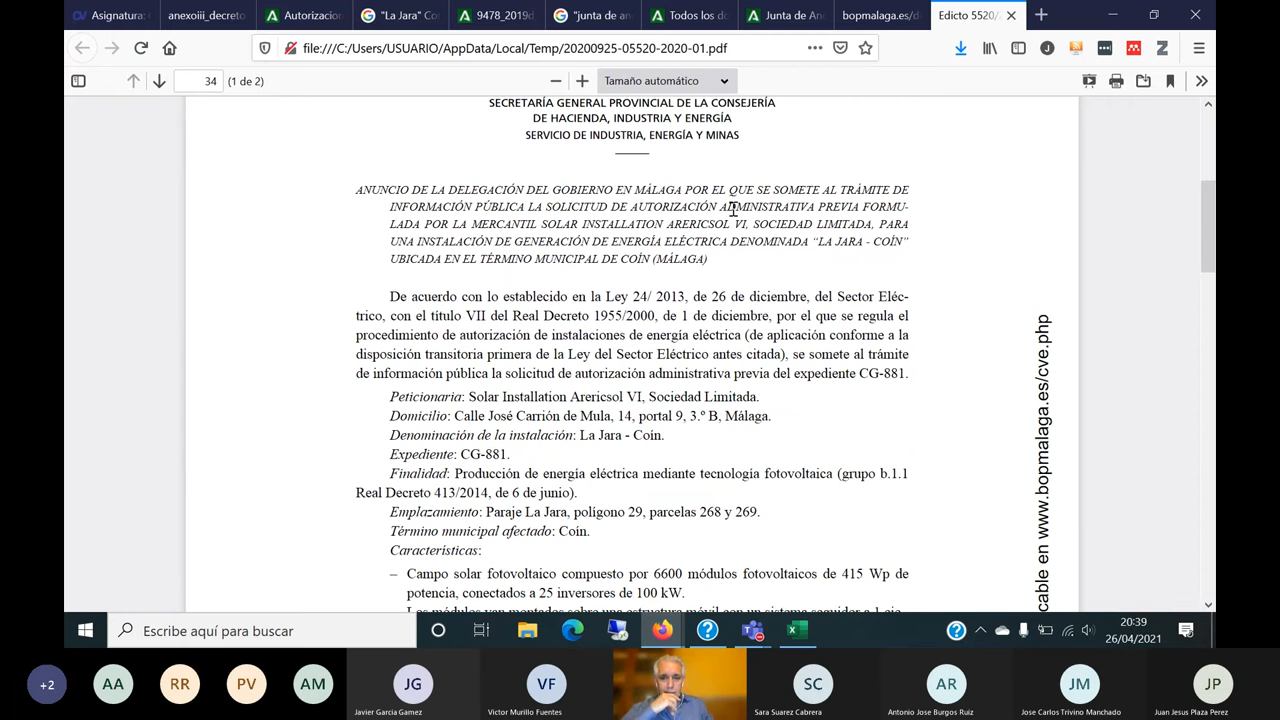 Asignatura: (
anexoiii_decreto
Autorizacion
"La Jara" Co
9478_2019d
"junta de an
Todos los do
Junta de And
bopmalaga.es/d
Edicto 5520/
file:///C:/Users/USUARIO/AppData/Local/Temp/20200925-05520-2020-01.pdf
34 (1 de 2)
Tamaño automático
SECRETARÍA GENERAL PROVINCIAL DE LA CONSEJERÍA
DE HACIENDA, INDUSTRIA Y ENERGÍA
SERVICIO DE INDUSTRIA, ENERGÍA Y MINAS
ANUNCIO DE LA DELEGACIÓN DEL GOBIERNO EN MÁLAGA POR EL QUE SE SOMETE AL TRÁMITE DE
INFORMACIÓN PÚBLICA LA SOLICITUD DE AUTORIZACIÓN ADMINISTRATIVA PREVIA FORMU-
LADA POR LA MERCANTIL SOLAR INSTALLATION ARERICSOL VI, SOCIEDAD LIMITADA, PARA
UNA INSTALACIÓN DE GENERACIÓN DE ENERGÍA ELÉCTRICA DENOMINADA “LA JARA - COÍN”
UBICADA EN EL TÉRMINO MUNICIPAL DE COÍN (MÁLAGA)
De acuerdo con lo establecido en la Ley 24/ 2013, de 26 de diciembre, del Sector Eléc-
trico, con el título VII del Real Decreto 1955/2000, de 1 de diciembre, por el que se regula el
procedimiento de autorización de instalaciones de energía eléctrica (de aplicación conforme a la
disposición transitoria primera de la Ley del Sector Eléctrico antes citada), se somete al trámite
de información pública la solicitud de autorización administrativa previa del expediente CG-881.
Peticionaria: Solar Installation Arericsol VI, Sociedad Limitada.
Domicilio: Calle José Carrión de Mula, 14, portal 9, 3.º B, Málaga.
Denominación de la instalación: La Jara - Coín.
Expediente: CG-881.
Finalidad: Producción de energía eléctrica mediante tecnología fotovoltaica (grupo b.1.1
Real Decreto 413/2014, de 6 de junio).
Emplazamiento: Paraje La Jara, polígono 29, parcelas 268 y 269.
Término municipal afectado: Coín.
Características:
– Campo solar fotovoltaico compuesto por 6600 módulos fotovoltaicos de 415 Wp de
potencia, conectados a 25 inversores de 100 kW.
Los módulos van montados sobre una estructura móvil con un sistema seguidor a 1 eje
cable en www.bopmalaga.es/cve.php
Escribe aquí para buscar
20:39
26/04/2021
+2
AA
RR
PV
AM
JG
Javier Garcia Gamez
VF
Victor Murillo Fuentes
SC
Sara Suarez Cabrera
AR
Antonio Jose Burgos Ruiz
JM
Jose Carlos Trivino Manchado
JP
Juan Jesus Plaza Perez